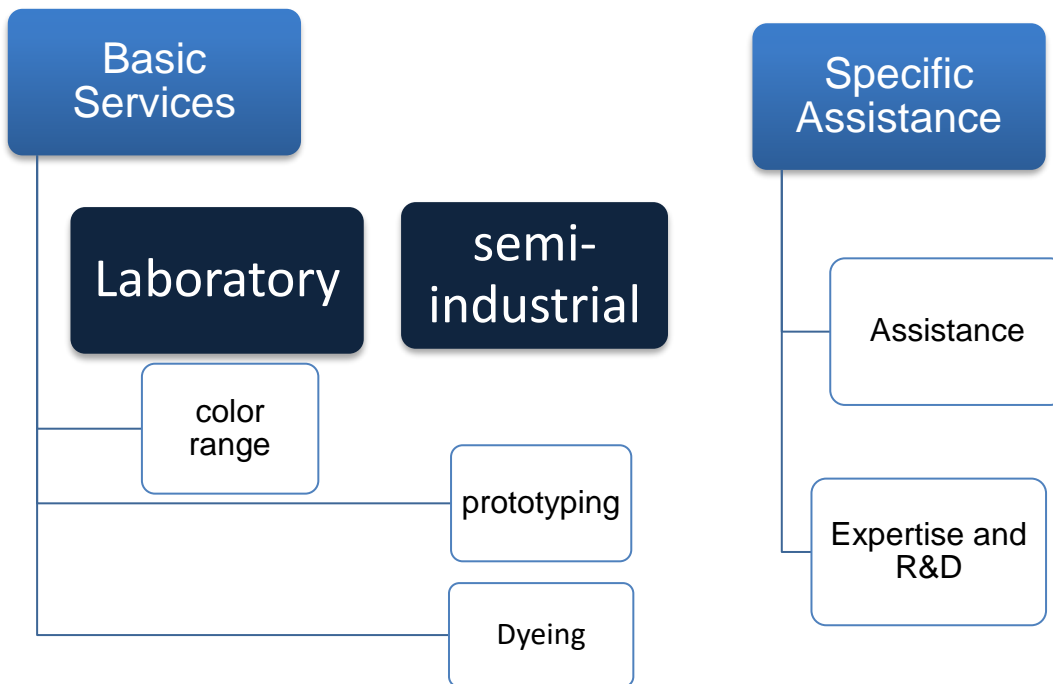 Basic
Services
Laboratory
semi-
industrial
color
range
prototyping
Dyeing
Specific
Assistance
Assistance
Expertise and
R&D